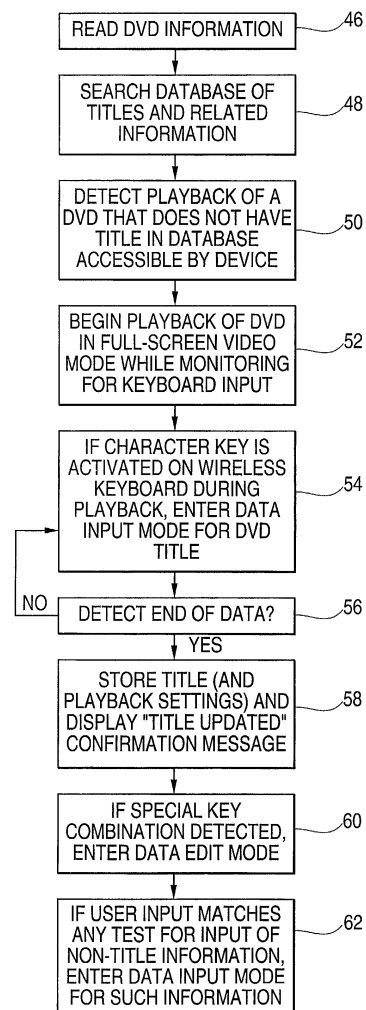 READ DVD INFORMATION
46
SEARCH DATABASE OF
TITLES AND RELATED
INFORMATION
48
DETECT PLAYBACK OF A
DVD THAT DOES NOT HAVE
TITLE IN DATABASE
ACCESSIBLE BY DEVICE
50
BEGIN PLAYBACK OF DVD
IN FULL-SCREEN VIDEO
MODE WHILE MONITORING
FOR KEYBOARD INPUT
52
IF CHARACTER KEY IS
ACTIVATED ON WIRELESS
KEYBOARD DURING
PLAYBACK, ENTER DATA
INPUT MODE FOR DVD
TITLE
54
NO
DETECT END OF DATA?
56
YES
STORE TITLE (AND
PLAYBACK SETTINGS) AND
DISPLAY "TITLE UPDATED"
CONFIRMATION MESSAGE
58
IF SPECIAL KEY
COMBINATION DETECTED,
ENTER DATA EDIT MODE
60
IF USER INPUT MATCHES
ANY TEST FOR INPUT OF
NON-TITLE INFORMATION,
ENTER DATA INPUT MODE
FOR SUCH INFORMATION
62